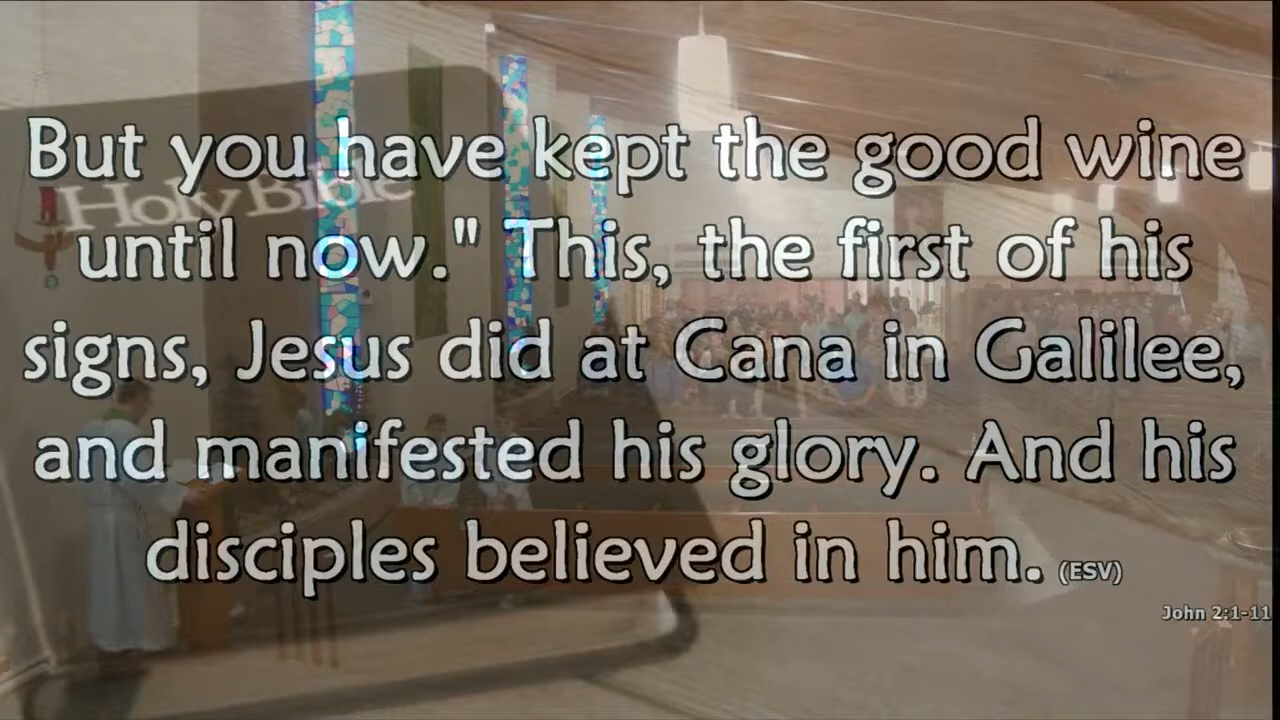 But you have kept the good wine
Holy Bible
until now." This, the first of his
signs, Jesus did at Cana in Galilee,
and manifested his glory. And his
disciples believed in him. (ESV)
John 2:1-11